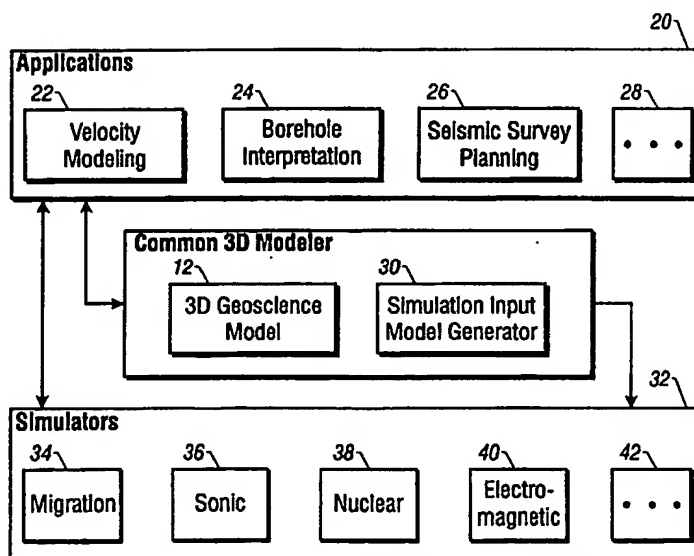 20
Applications
22 24 26 28
Velocity Modeling
Borehole Interpretation
Seismic Survey Planning
• • •
Common 3D Modeler
12 30
3D Geoscience Model
Simulation Input Model Generator
32
Simulators
34 36 38 40 42
Migration
Sonic
Nuclear
Electro-
magnetic
• • •